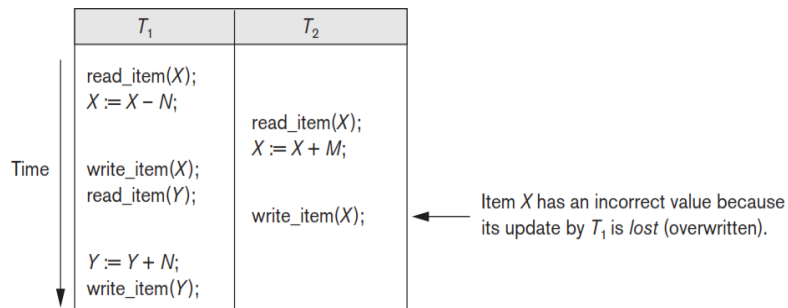 T1 T2
read_item(X);
X := X – N;
read_item(X);
X := X + M;
Time
write_item(X);
read_item(Y);
write_item(X);
Item X has an incorrect value because
its update by T1 is lost (overwritten).
Y := Y + N;
write_item(Y);